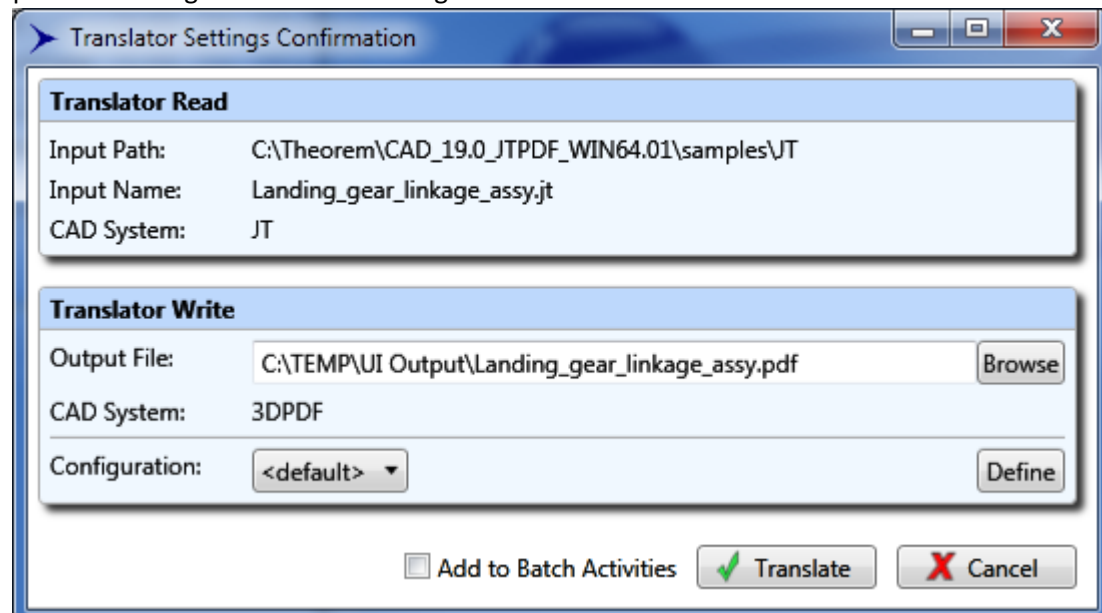 Translator Settings Confirmation
Translator Read
Input Path: C:\Theorem\CAD_19.0_JTPDF_WIN64.01\samples\JT
Input Name: Landing_gear_linkage_assy.jt
CAD System: JT
Translator Write
Output File: C:\TEMP\UI Output\Landing_gear_linkage_assy.pdf Browse
CAD System: 3DPDF
Configuration: <default> Define
Add to Batch Activities Translate Cancel